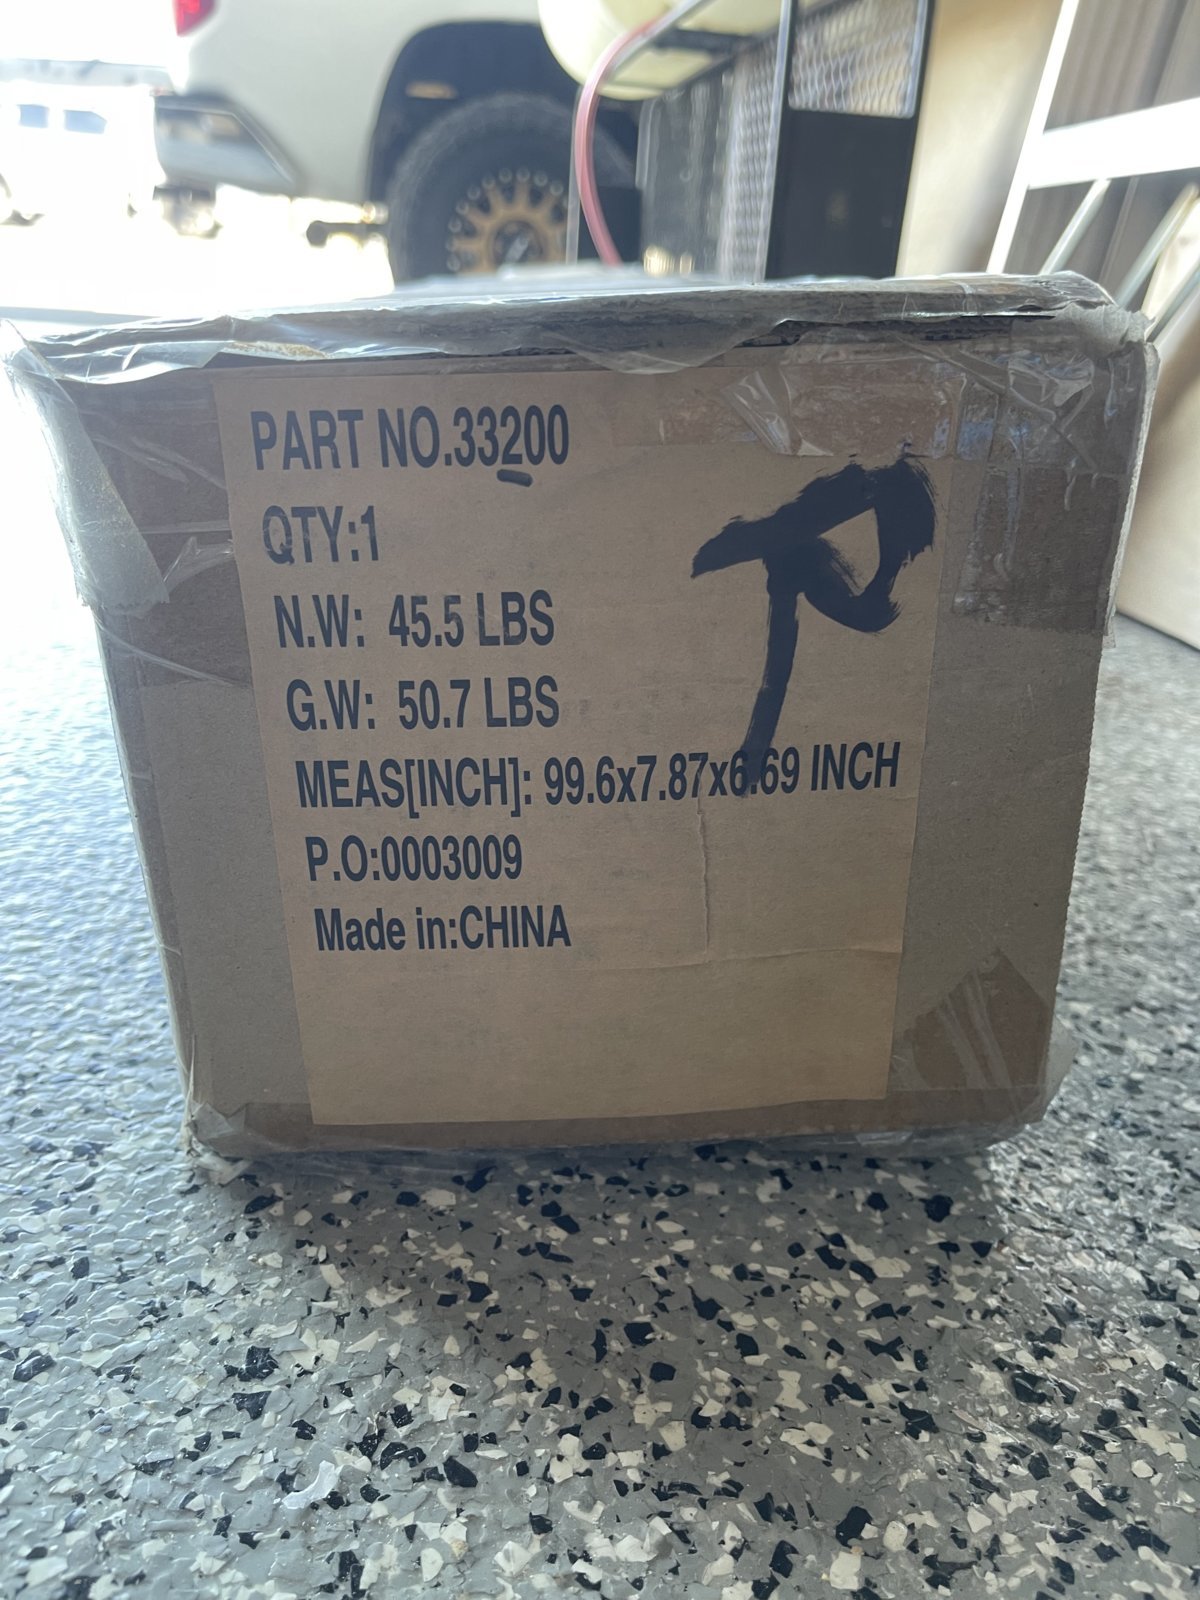 PART NO.33200
QTY:1
N.W: 45.5 LBS
G.W: 50.7 LBS
MEAS[INCH]: 99.6x7.87x6.69 INCH
P.O:0003009
Made in:CHINA